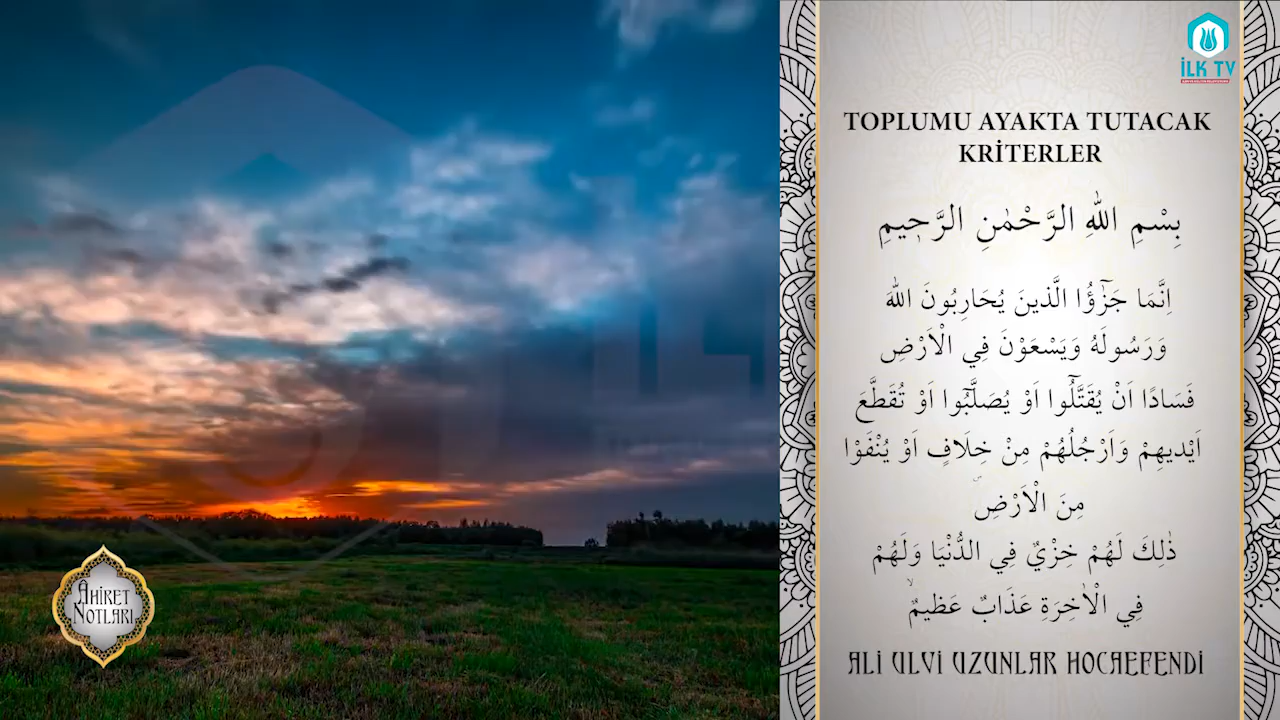 İLK TV
TOPLUMU AYAKTA TUTACAK
KRİTERLER
بِسْمِ اللّٰهِ الرَّحْمٰنِ الرَّحٖيمِ
اِنَّمَا جَزٰٓؤُا الَّذٖينَ يُحَارِبُونَ اللّٰهَ
وَرَسُولَهُ وَيَسْعَوْنَ فِي الْاَرْضِ
فَسَادًا اَنْ يُقَتَّلُٓوا اَوْ يُصَلَّبُٓوا اَوْ تُقَطَّعَ
اَيْدٖيهِمْ وَاَرْجُلُهُمْ مِنْ خِلَافٍ اَوْ يُنْفَوْا
مِنَ الْاَرْضِۜ
ذٰلِكَ لَهُمْ خِزْيٌ فِي الدُّنْيَا وَلَهُمْ
فِي الْاٰخِرَةِ عَذَابٌ عَظٖيمٌۙ
ALİ ULVİ UZUNLAR HOCAEFENDİ
AHİRET
NOTLARI